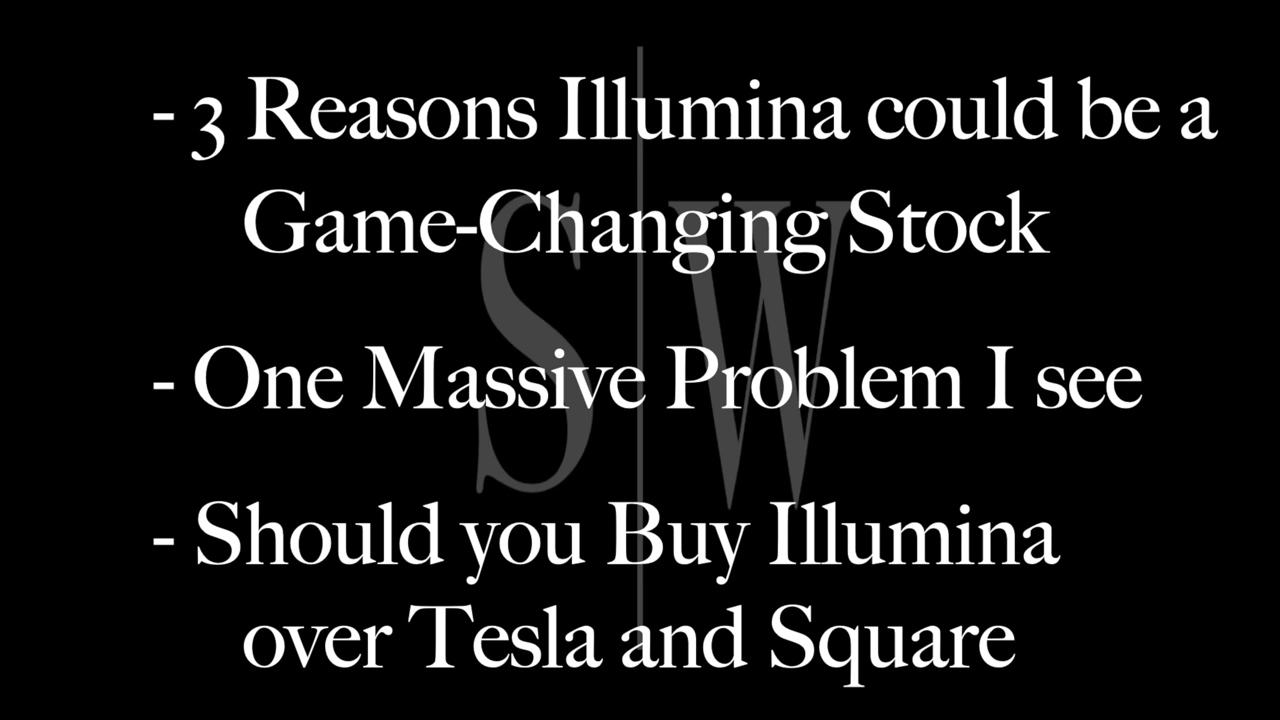 - 3 Reasons Illumina could be a
Game-Changing Stock
- One Massive Problem I see
- Should you Buy Illumina
over Tesla and Square
S W